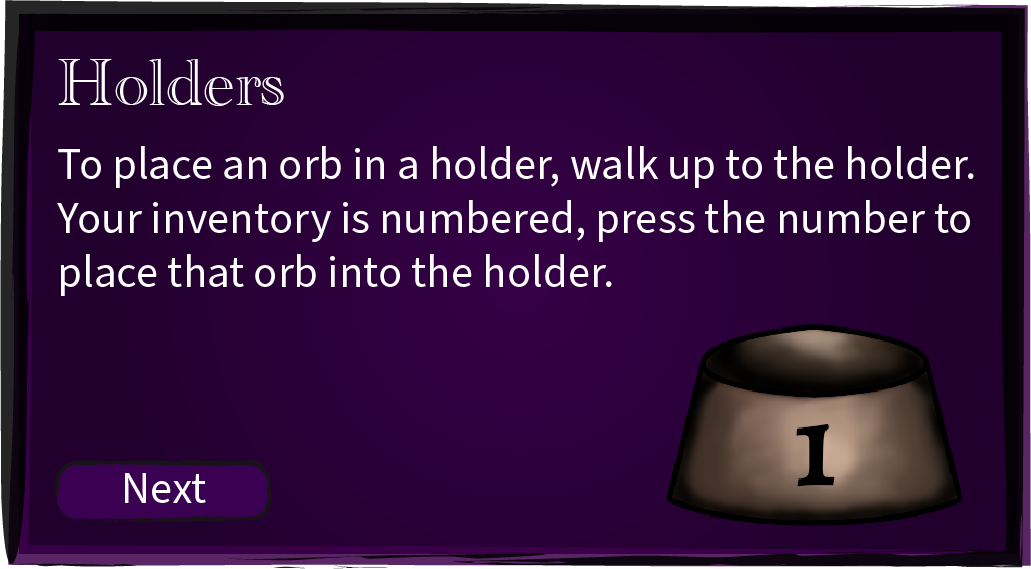 Holders
To place an orb in a holder, walk up to the holder.
Your inventory is numbered, press the number to
place that orb into the holder.
1
Next